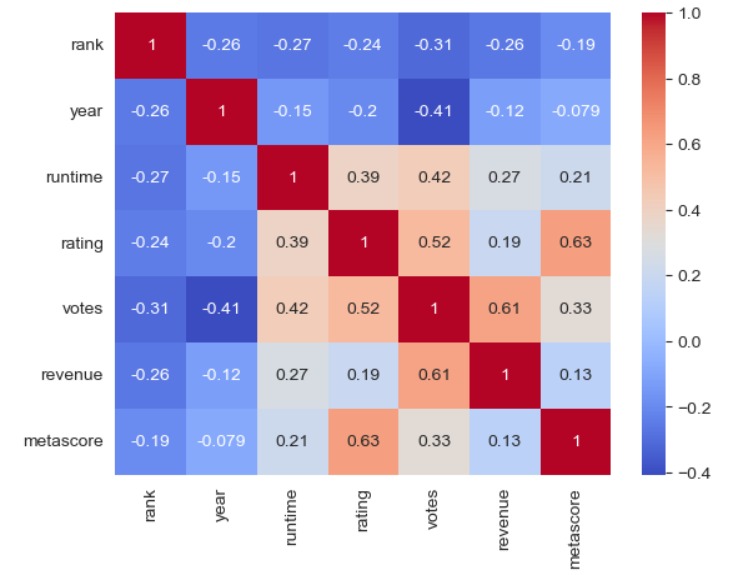 rank 1 -0.26 -0.27 -0.24 -0.31 -0.26 -0.19
year -0.26 1 -0.15 -0.2 -0.41 -0.12 -0.079
runtime -0.27 -0.15 1 0.39 0.42 0.27 0.21
rating -0.24 -0.2 0.39 1 0.52 0.19 0.63
votes -0.31 -0.41 0.42 0.52 1 0.61 0.33
revenue -0.26 -0.12 0.27 0.19 0.61 1 0.13
metascore -0.19 -0.079 0.21 0.63 0.33 0.13 1
rank year runtime rating votes revenue metascore
1.0
0.8
0.6
0.4
0.2
0.0
−0.2
−0.4